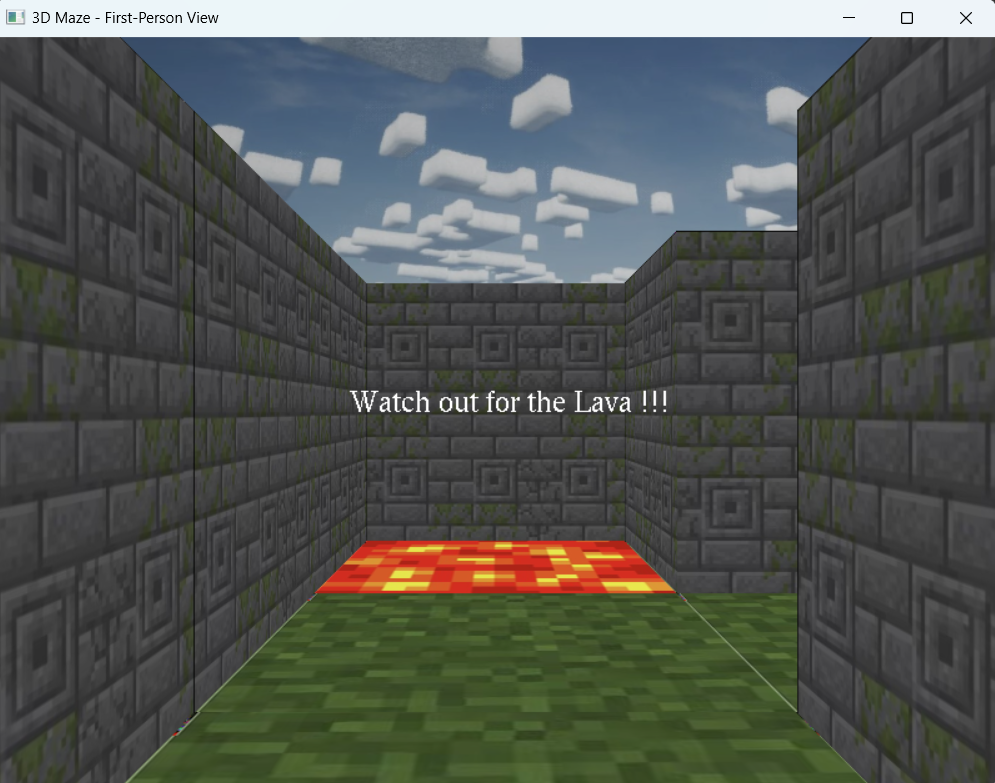 3D Maze - First-Person View
Watch out for the Lava !!!